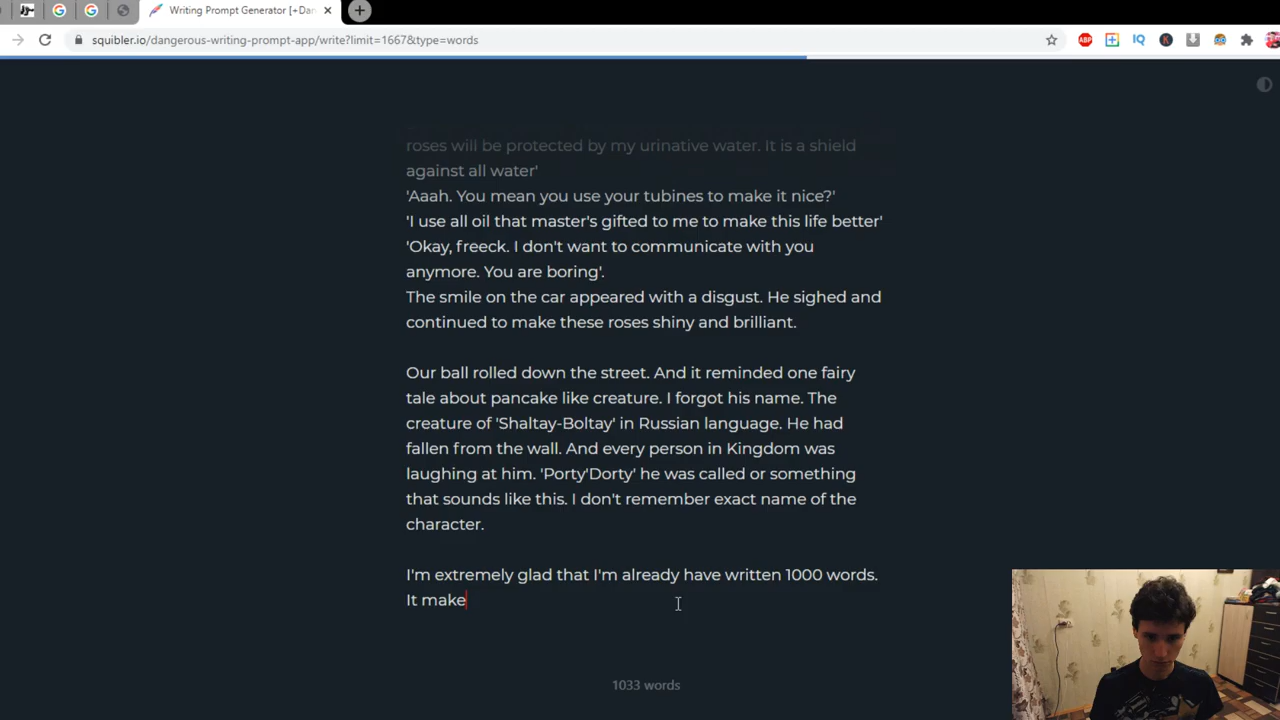 Writing Prompt Generator [+Dan
squibler.io/dangerous-writing-prompt-app/write?limit=1667&type=words
ABP
IQ
K
roses will be protected by my urinative water. It is a shield
against all water'
'Aaah. You mean you use your tubines to make it nice?'
'I use all oil that master's gifted to me to make this life better'
'Okay, freeck. I don't want to communicate with you
anymore. You are boring'.
The smile on the car appeared with a disgust. He sighed and
continued to make these roses shiny and brilliant.
Our ball rolled down the street. And it reminded one fairy
tale about pancake like creature. I forgot his name. The
creature of 'Shaltay-Boltay' in Russian language. He had
fallen from the wall. And every person in Kingdom was
laughing at him. 'Porty'Dorty' he was called or something
that sounds like this. I don't remember exact name of the
character.
I'm extremely glad that I'm already have written 1000 words.
It make
1033 words